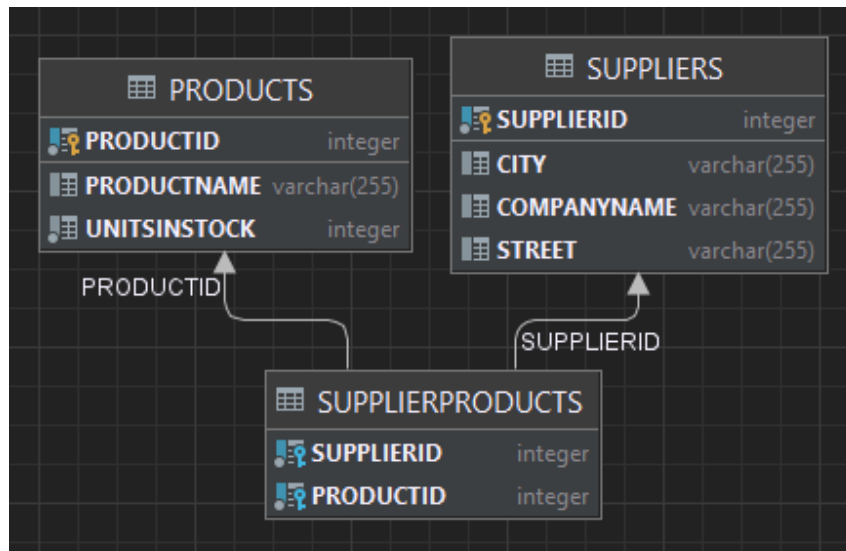 PRODUCTS
PRODUCTID integer
PRODUCTNAME varchar(255)
UNITSINSTOCK integer
SUPPLIERS
SUPPLIERID integer
CITY varchar(255)
COMPANYNAME varchar(255)
STREET varchar(255)
PRODUCTID
SUPPLIERID
SUPPLIERPRODUCTS
SUPPLIERID integer
PRODUCTID integer